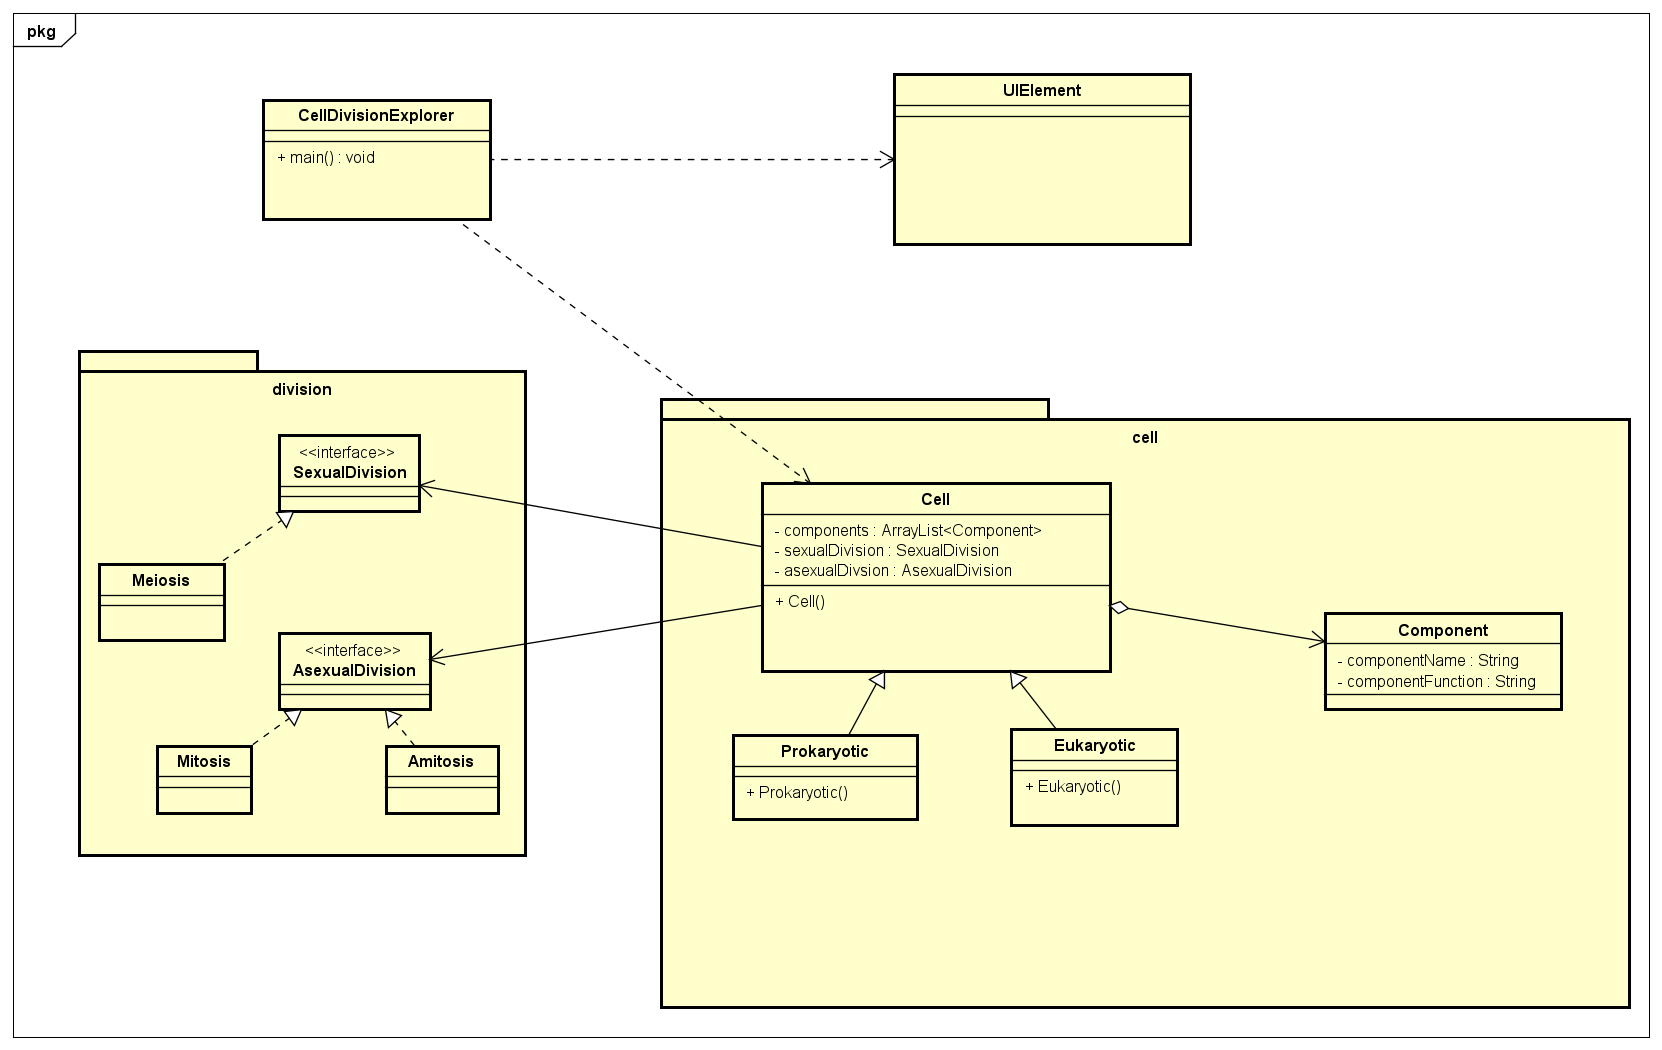 pkg
CellDivisionExplorer
+ main() : void
UIElement
division
<<interface>>
SexualDivision
Meiosis
<<interface>>
AsexualDivision
Mitosis
Amitosis
cell
Cell
- components : ArrayList<Component>
- sexualDivision : SexualDivision
- asexualDivsion : AsexualDivision
+ Cell()
Component
- componentName : String
- componentFunction : String
Prokaryotic
+ Prokaryotic()
Eukaryotic
+ Eukaryotic()